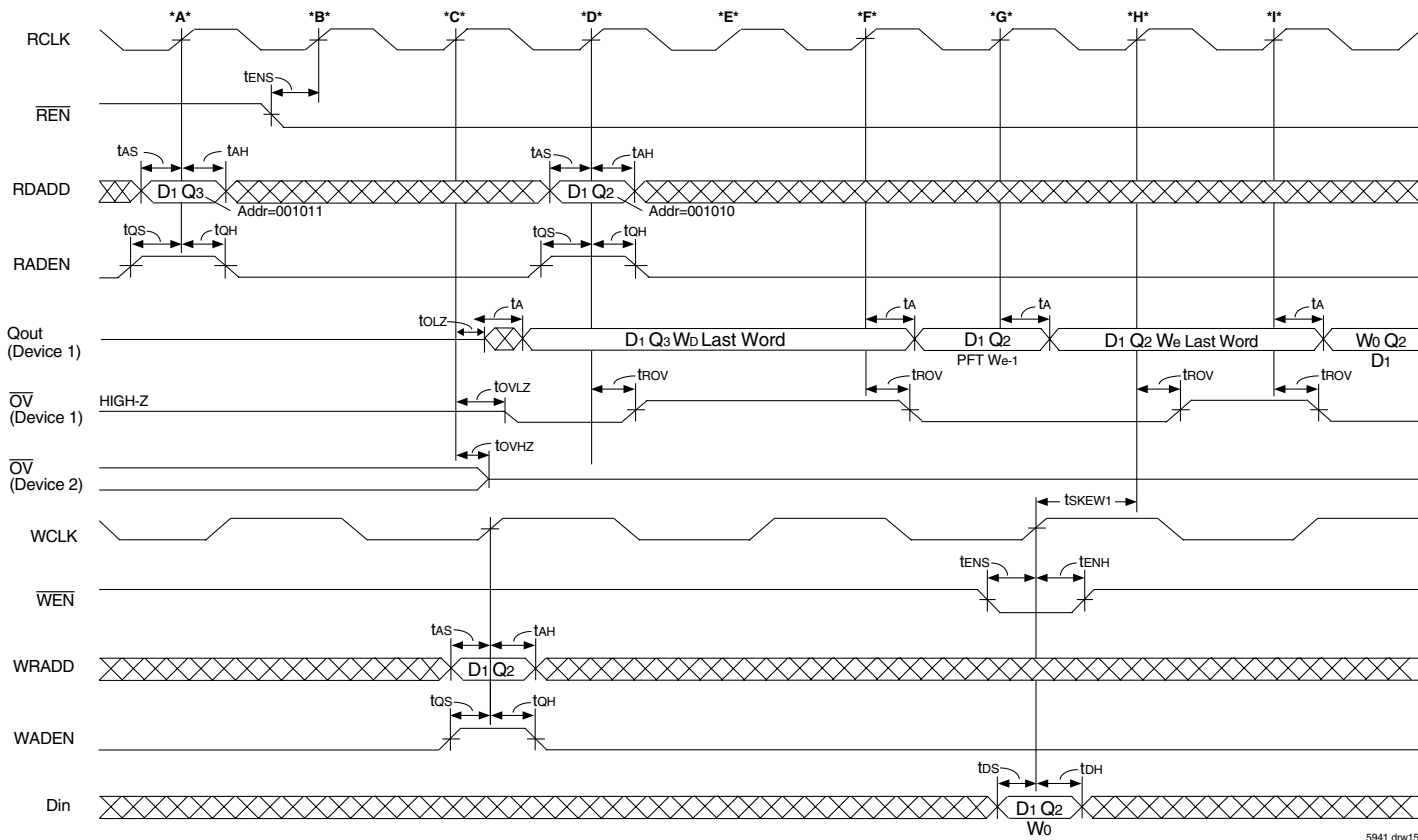 *A* *B* *C* *D* *E* *F* *G* *H* *I*
RCLK
tENS
REN
tAS tAH tAS tAH
RDADD D1 Q3 D1 Q2
Addr=001011 Addr=001010
tQS tQH tQS tQH
RADEN
tA tA tA tA
tOLZ
Qout
(Device 1)
D1 Q3 WD Last Word D1 Q2 D1 Q2 We Last Word W0 Q2
PFT We-1 D1
tOVLZ tROV tROV tROV tROV
OV HIGH-Z
(Device 1)
tOVHZ
OV
(Device 2)
tSKEW1
WCLK
tENS tENH
WEN
tAS tAH
WRADD D1 Q2
tQS tQH
WADEN
tDS tDH
Din D1 Q2
W0
5941 drw15